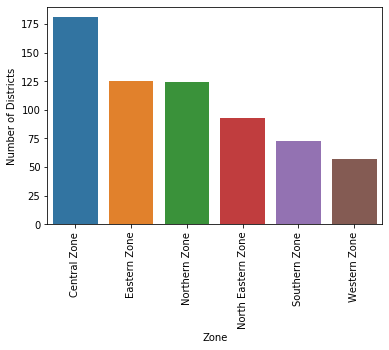 Number of Districts
175
150
125
100
75
50
25
0
Central Zone
Eastern Zone
Northern Zone
North Eastern Zone
Southern Zone
Western Zone
Zone